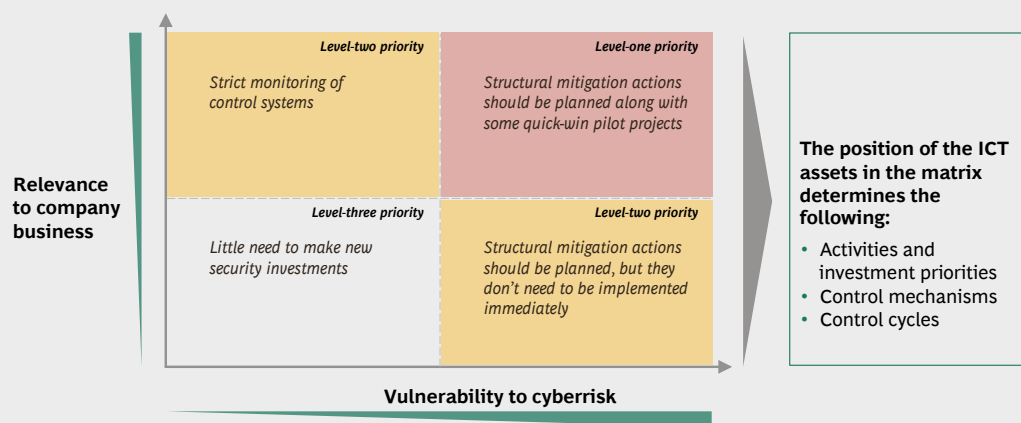 Level-two priority
Strict monitoring of
control systems
Level-one priority
Structural mitigation actions
should be planned along with
some quick-win pilot projects
Relevance
to company
business
Level-three priority
Little need to make new
security investments
Level-two priority
Structural mitigation actions
should be planned, but they
don’t need to be implemented
immediately
Vulnerability to cyberrisk
The position of the ICT
assets in the matrix
determines the
following:
• Activities and
investment priorities
• Control mechanisms
• Control cycles